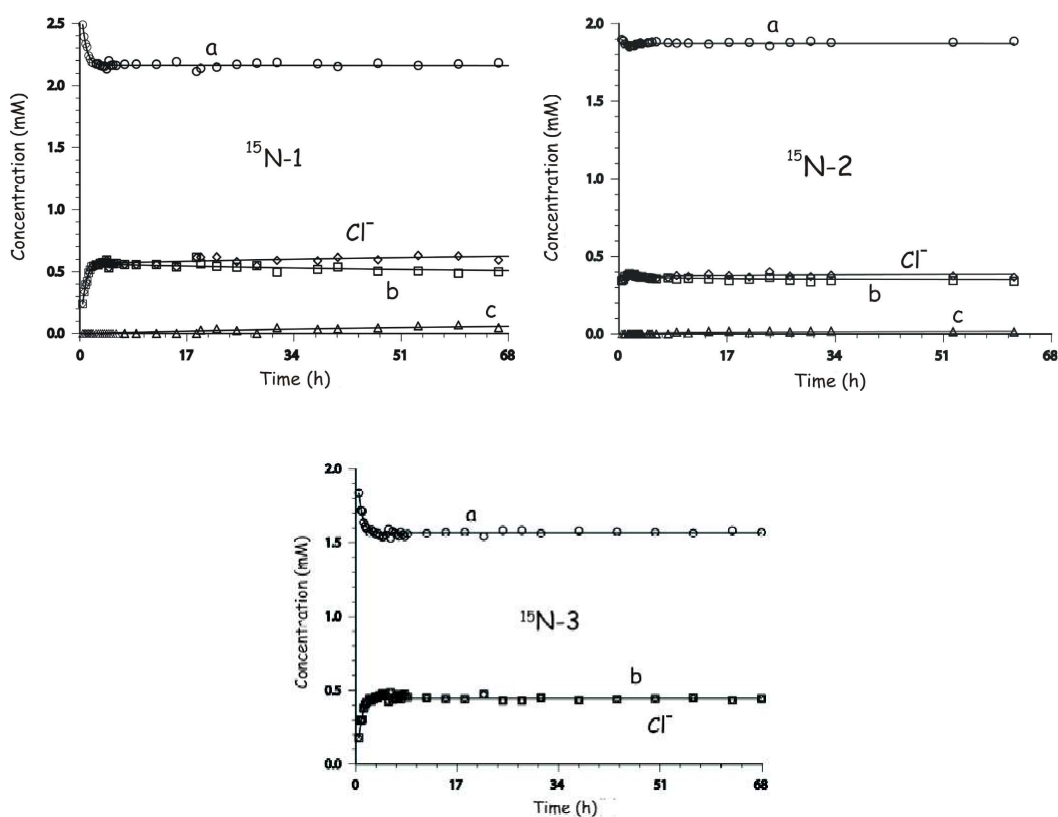 2.5
2.0
1.5
1.0
0.5
0.0
Concentration (mM)
a
¹⁵N-1
Cl⁻
b
c
0 17 34 51 68
Time (h)
2.0
1.5
1.0
0.5
0.0
Concentration (mM)
a
¹⁵N-2
Cl⁻
b
c
0 17 34 51 68
Time (h)
2.0
1.5
1.0
0.5
0.0
Concentration (mM)
a
¹⁵N-3
b
Cl⁻
0 17 34 51 68
Time (h)